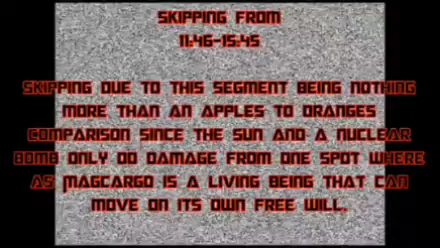 SKIPPING FROM
11:46-15:45
SKIPPING DUE TO THIS SEGMENT BEING NOTHING
MORE THAN AN APPLES TO ORANGES
COMPARISON SINCE THE SUN AND A NUCLEAR
BOMB ONLY DO DAMAGE FROM ONE SPOT WHERE
AS MAGCARGO IS A LIVING BEING THAT CAN
MOVE ON ITS OWN FREE WILL.